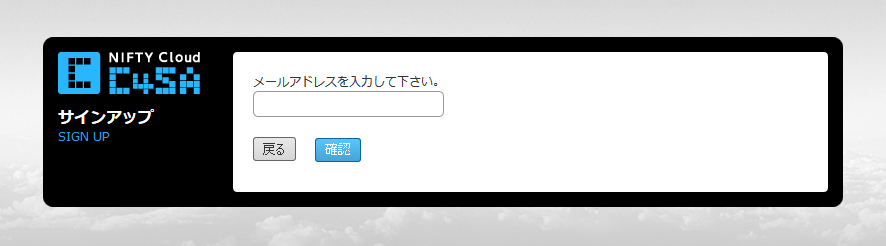 NIFTY Cloud
C4SA
サインアップ
SIGN UP
メールアドレスを入力して下さい。
戻る
確認